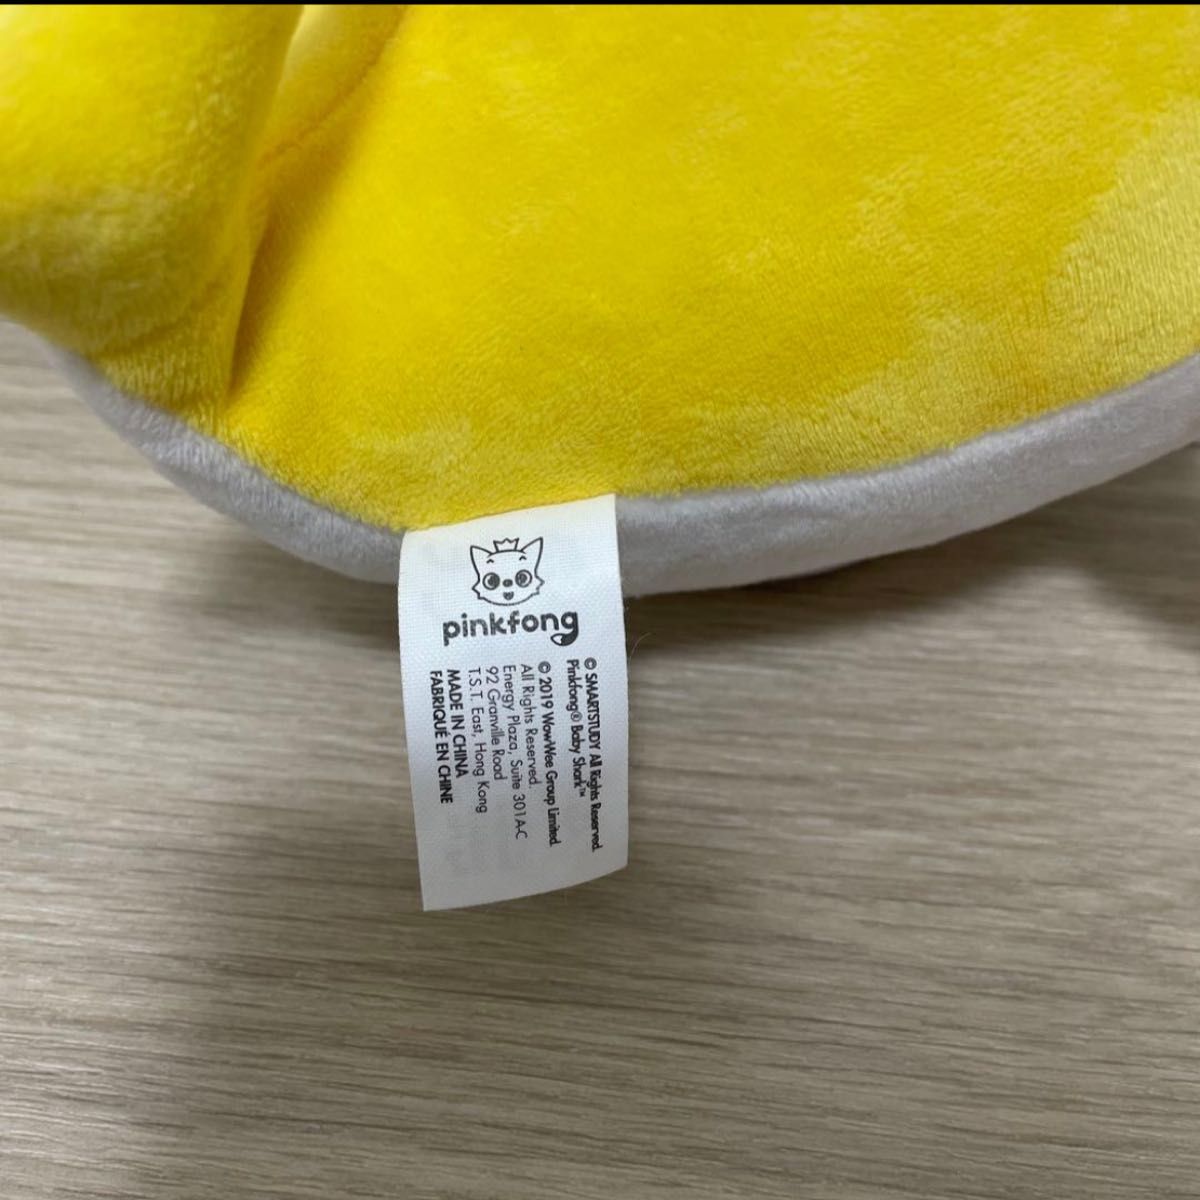 pinkfong
© SMARTSTUDY All Rights Reserved.
Pinkfong® Baby Shark™
© 2019 WowWee Group Limited.
All Rights Reserved.
Energy Plaza, Suite 301A-C
92 Granville Road
T.S.T. East, Hong Kong
MADE IN CHINA
FABRIQUÉ EN CHINE